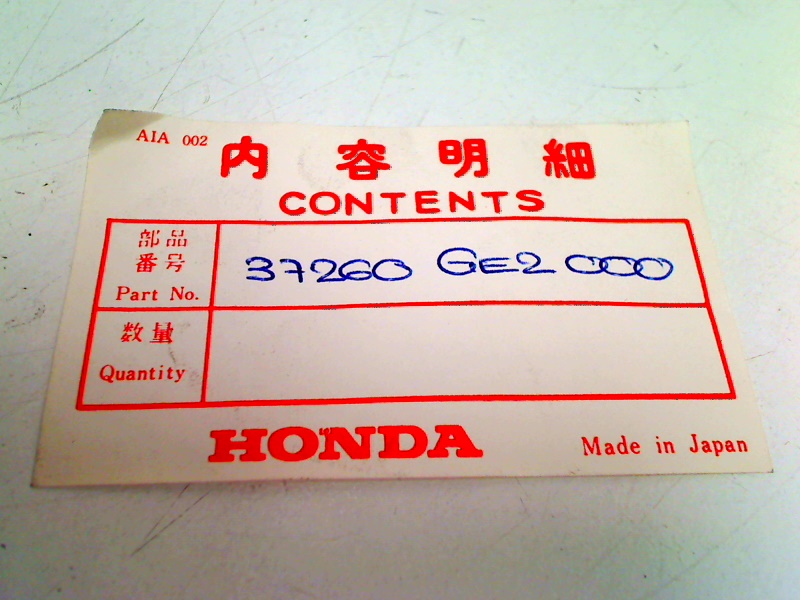 AIA 002
内容明細
CONTENTS
部品
番号
Part No.
37260 GE2 000
数量
Quantity
HONDA
Made in Japan